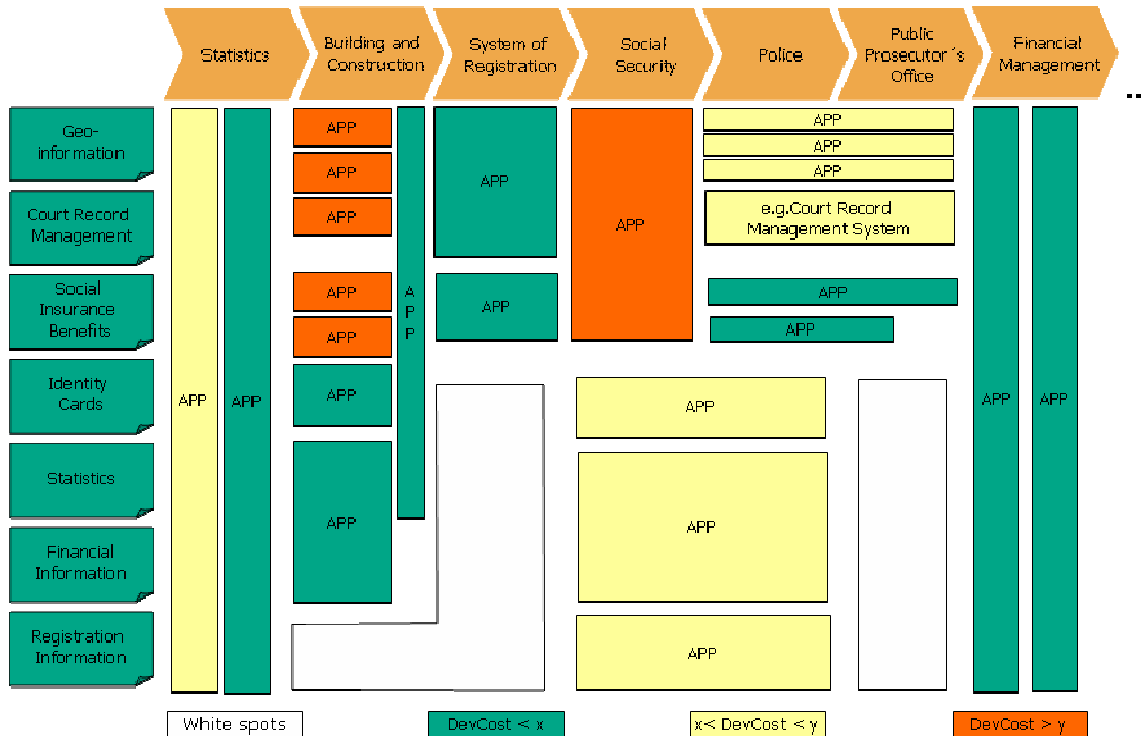 Statistics
Building and
Construction
System of
Registration
Social
Security
Police
Public
Prosecutor´s
Office
Financial
Management
..
Geo-
information
Court Record
Management
Social
Insurance
Benefits
Identity
Cards
Statistics
Financial
Information
Registration
Information
APP
APP
APP
APP
APP
APP
APP
APP
APP
A
P
P
APP
APP
APP
APP
APP
APP
e.g.Court Record
Management System
APP
APP
APP
APP
APP
APP
APP
White spots
DevCost < x
x< DevCost < y
DevCost > y